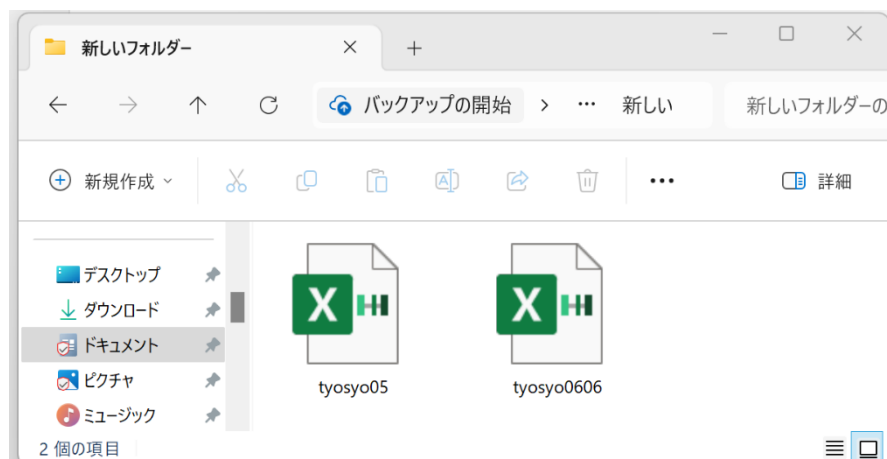 新しいフォルダー
バックアップの開始 > ... 新しい 新しいフォルダーの
新規作成 詳細
デスクトップ
ダウンロード
ドキュメント
ピクチャ
ミュージック
tyosyo05 tyosyo0606
2 個の項目